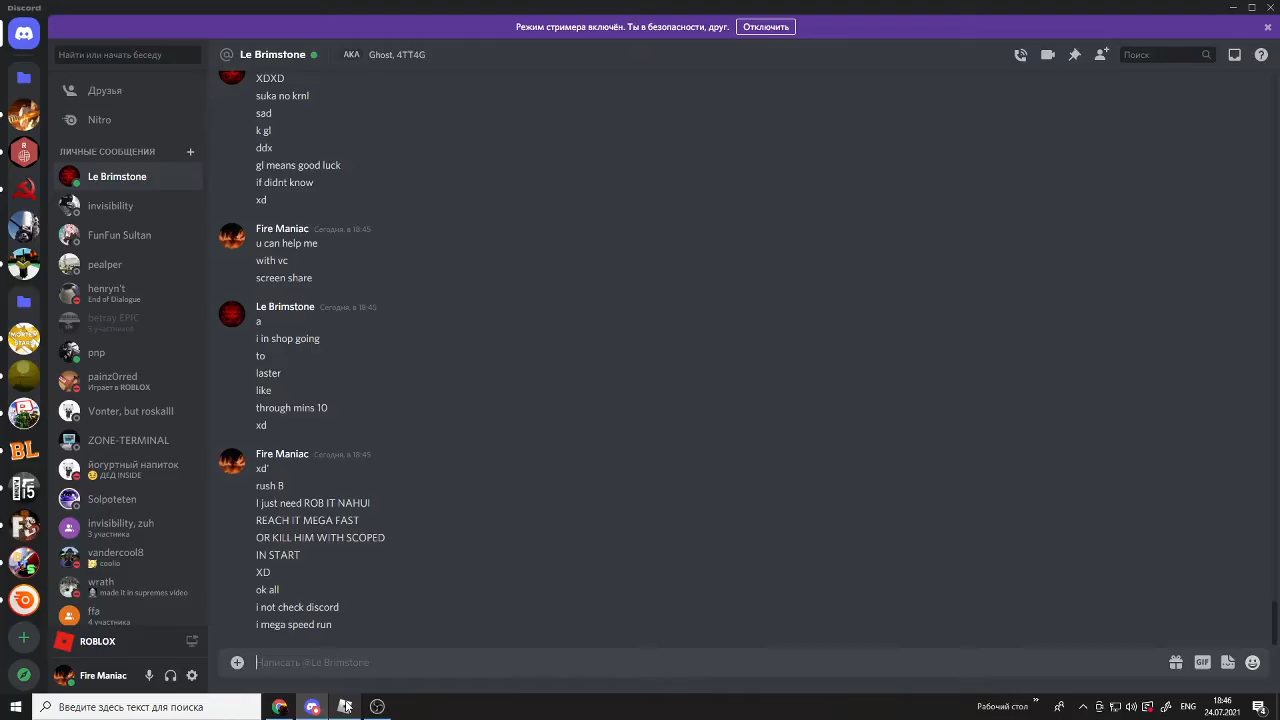 Discord
Режим стримера включён. Ты в безопасности, друг.
Отключить
Найти или начать беседу
Le Brimstone
AKA
Ghost, 4TT4G
Поиск
Друзья
Nitro
ЛИЧНЫЕ СООБЩЕНИЯ
Le Brimstone
invisibility
FunFun Sultan
pealper
henryn't
End of Dialogue
betray EPIC
5 участников
pnp
painz0rred
Играет в ROBLOX
Vonter, but roskalll
ZONE-TERMINAL
йогуртный напиток
ДЕД INSIDE
Solpoteten
invisibility, zuh
3 участника
vandercool8
coolio
wrath
made it in supremes video
ffa
4 участника
ROBLOX
Fire Maniac
XDXD
suka no krnl
sad
k gl
ddx
gl means good luck
if didnt know
xd
Fire Maniac Сегодня, в 18:45
u can help me
with vc
screen share
Le Brimstone Сегодня, в 18:45
a
i in shop going
to
laster
like
through mins 10
xd
Fire Maniac Сегодня, в 18:45
xd'
rush B
I just need ROB IT NAHUI
REACH IT MEGA FAST
OR KILL HIM WITH SCOPED
IN START
XD
ok all
i not check discord
i mega speed run
Написать @Le Brimstone
GIF
Введите здесь текст для поиска
Рабочий стол
ENG
18:46
24.07.2021